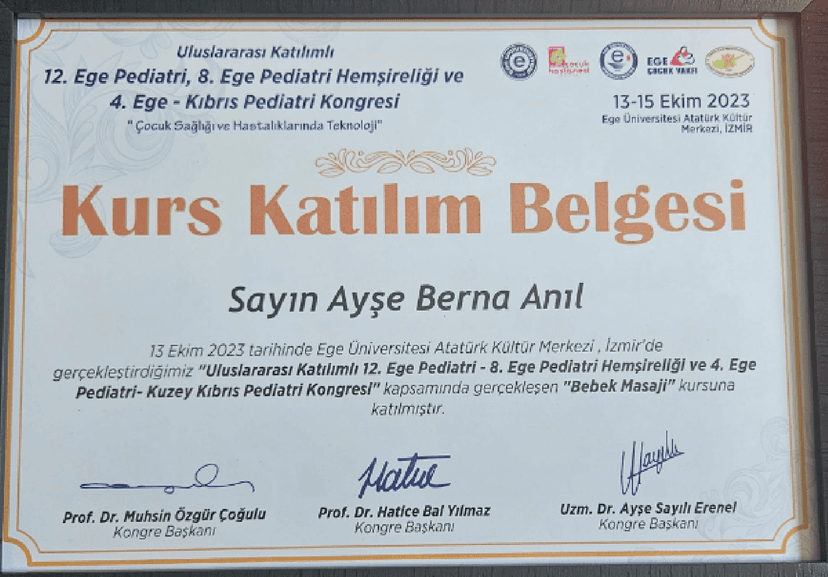 Uluslararası Katılımlı
12. Ege Pediatri, 8. Ege Pediatri Hemşireliği ve
4. Ege - Kıbrıs Pediatri Kongresi
"Çocuk Sağlığı ve Hastalıklarında Teknoloji"
EGE
ÇOCUK VAKFI
13-15 Ekim 2023
Ege Üniversitesi Atatürk Kültür
Merkezi, İZMİR
Kurs Katılım Belgesi
Sayın Ayşe Berna Anıl
13 Ekim 2023 tarihinde Ege Üniversitesi Atatürk Kültür Merkezi , İzmir'de
gerçekleştirdiğimiz "Uluslararası Katılımlı 12. Ege Pediatri - 8. Ege Pediatri Hemşireliği ve 4. Ege
Pediatri- Kuzey Kıbrıs Pediatri Kongresi" kapsamında gerçekleşen "Bebek Masaji" kursuna
katılmıştır.
Prof. Dr. Muhsin Özgür Çoğulu
Kongre Başkanı
Prof. Dr. Hatice Bal Yılmaz
Kongre Başkanı
Uzm. Dr. Ayşe Sayılı Erenel
Kongre Başkanı